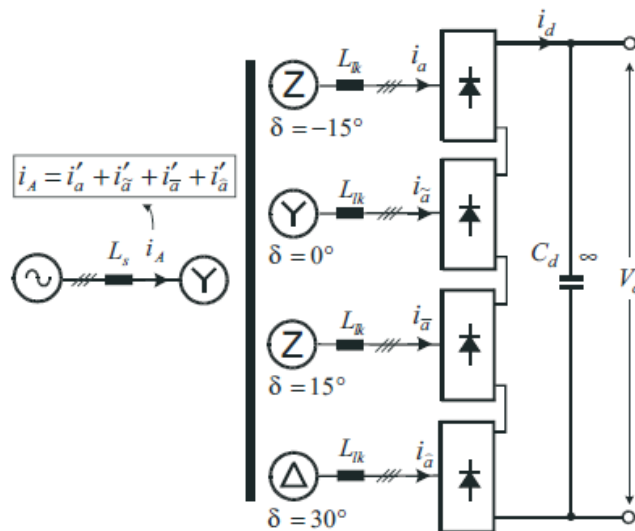 i_d
L_lk
i_a
Z
δ = −15°
i_A = i′_a + i′_ã + i′_ā + i′_â
L_lk
i_ã
Y
L_s
i_A
δ = 0°
C_d
∞
Y
V
L_lk
i_ā
Z
δ = 15°
L_lk
i_â
Δ
δ = 30°